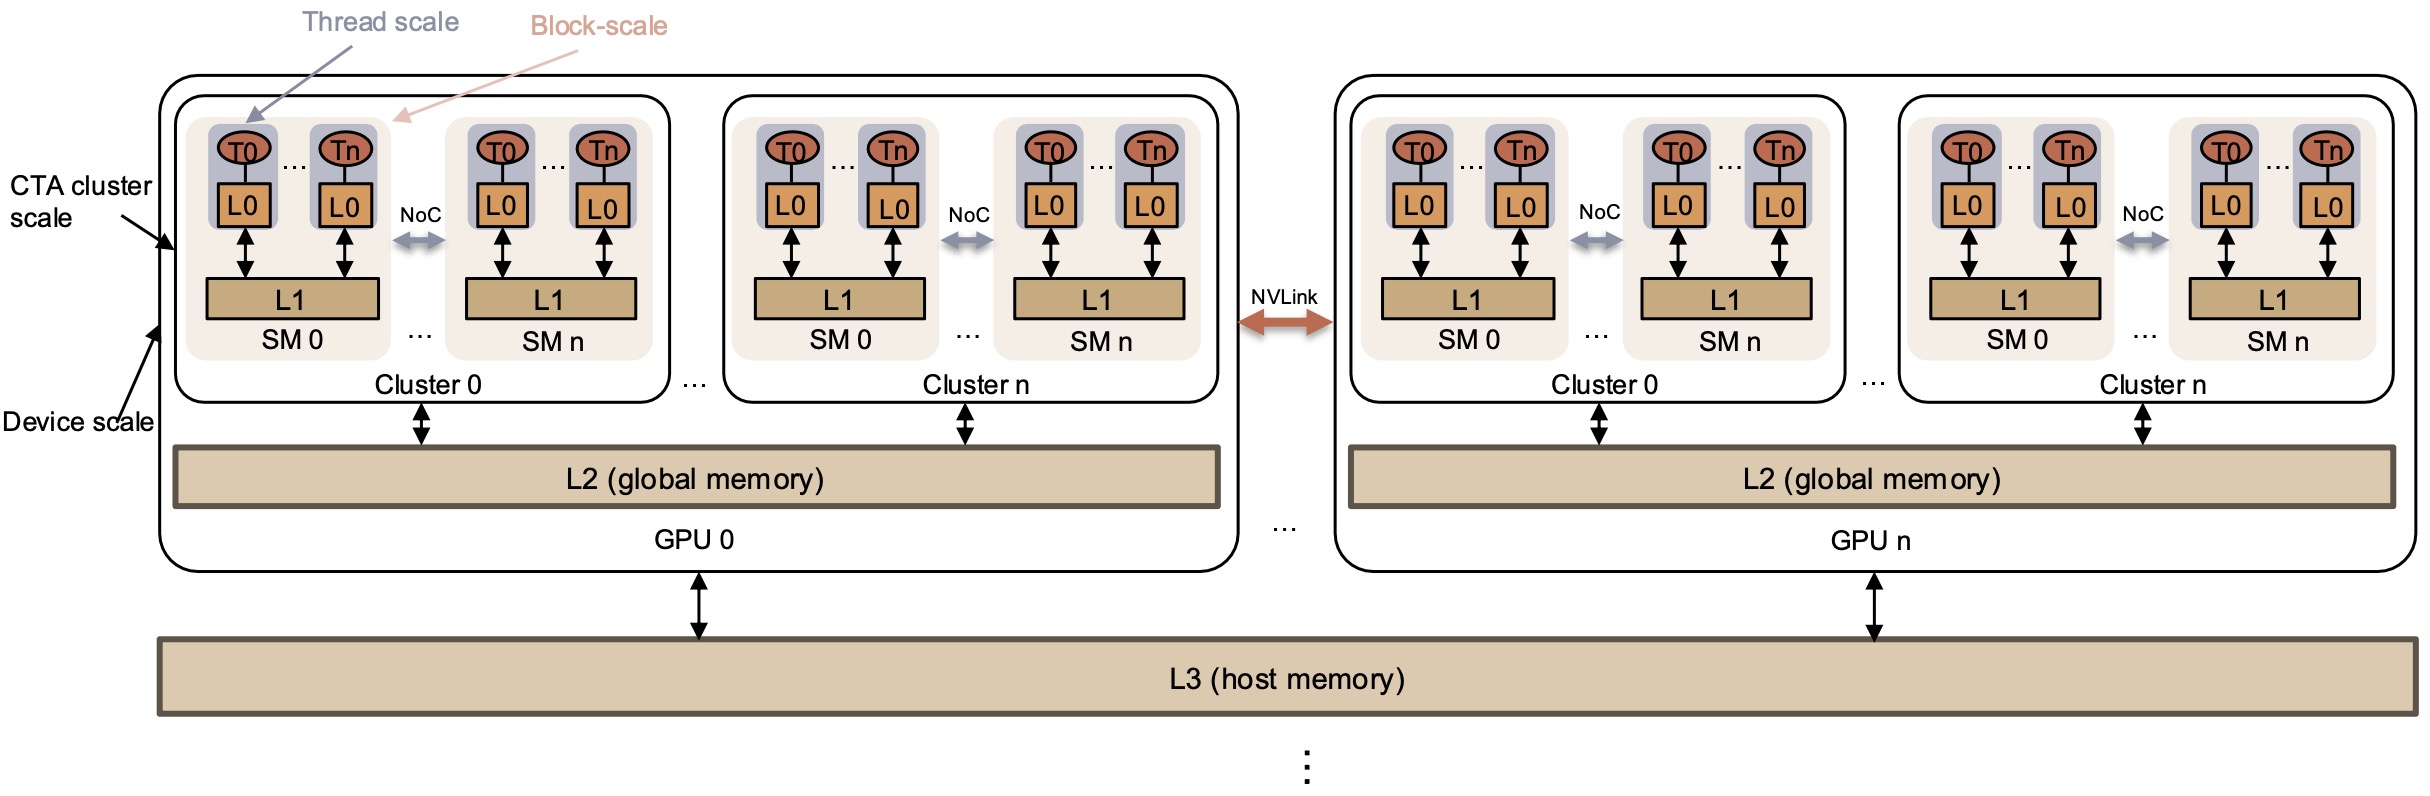 Thread scale
Block-scale
CTA cluster
scale
Device scale
T0 ... Tn T0 ... Tn T0 ... Tn T0 ... Tn T0 ... Tn T0 ... Tn T0 ... Tn T0 ... Tn
L0 L0 NoC L0 L0 L0 L0 NoC L0 L0 L0 L0 NoC L0 L0 L0 L0 NoC L0 L0
NVLink
L1 L1 L1 L1 L1 L1 L1 L1
SM 0 ... SM n SM 0 ... SM n SM 0 ... SM n SM 0 ... SM n
Cluster 0 ... Cluster n Cluster 0 ... Cluster n
L2 (global memory) L2 (global memory)
GPU 0 ... GPU n
L3 (host memory)
⋮